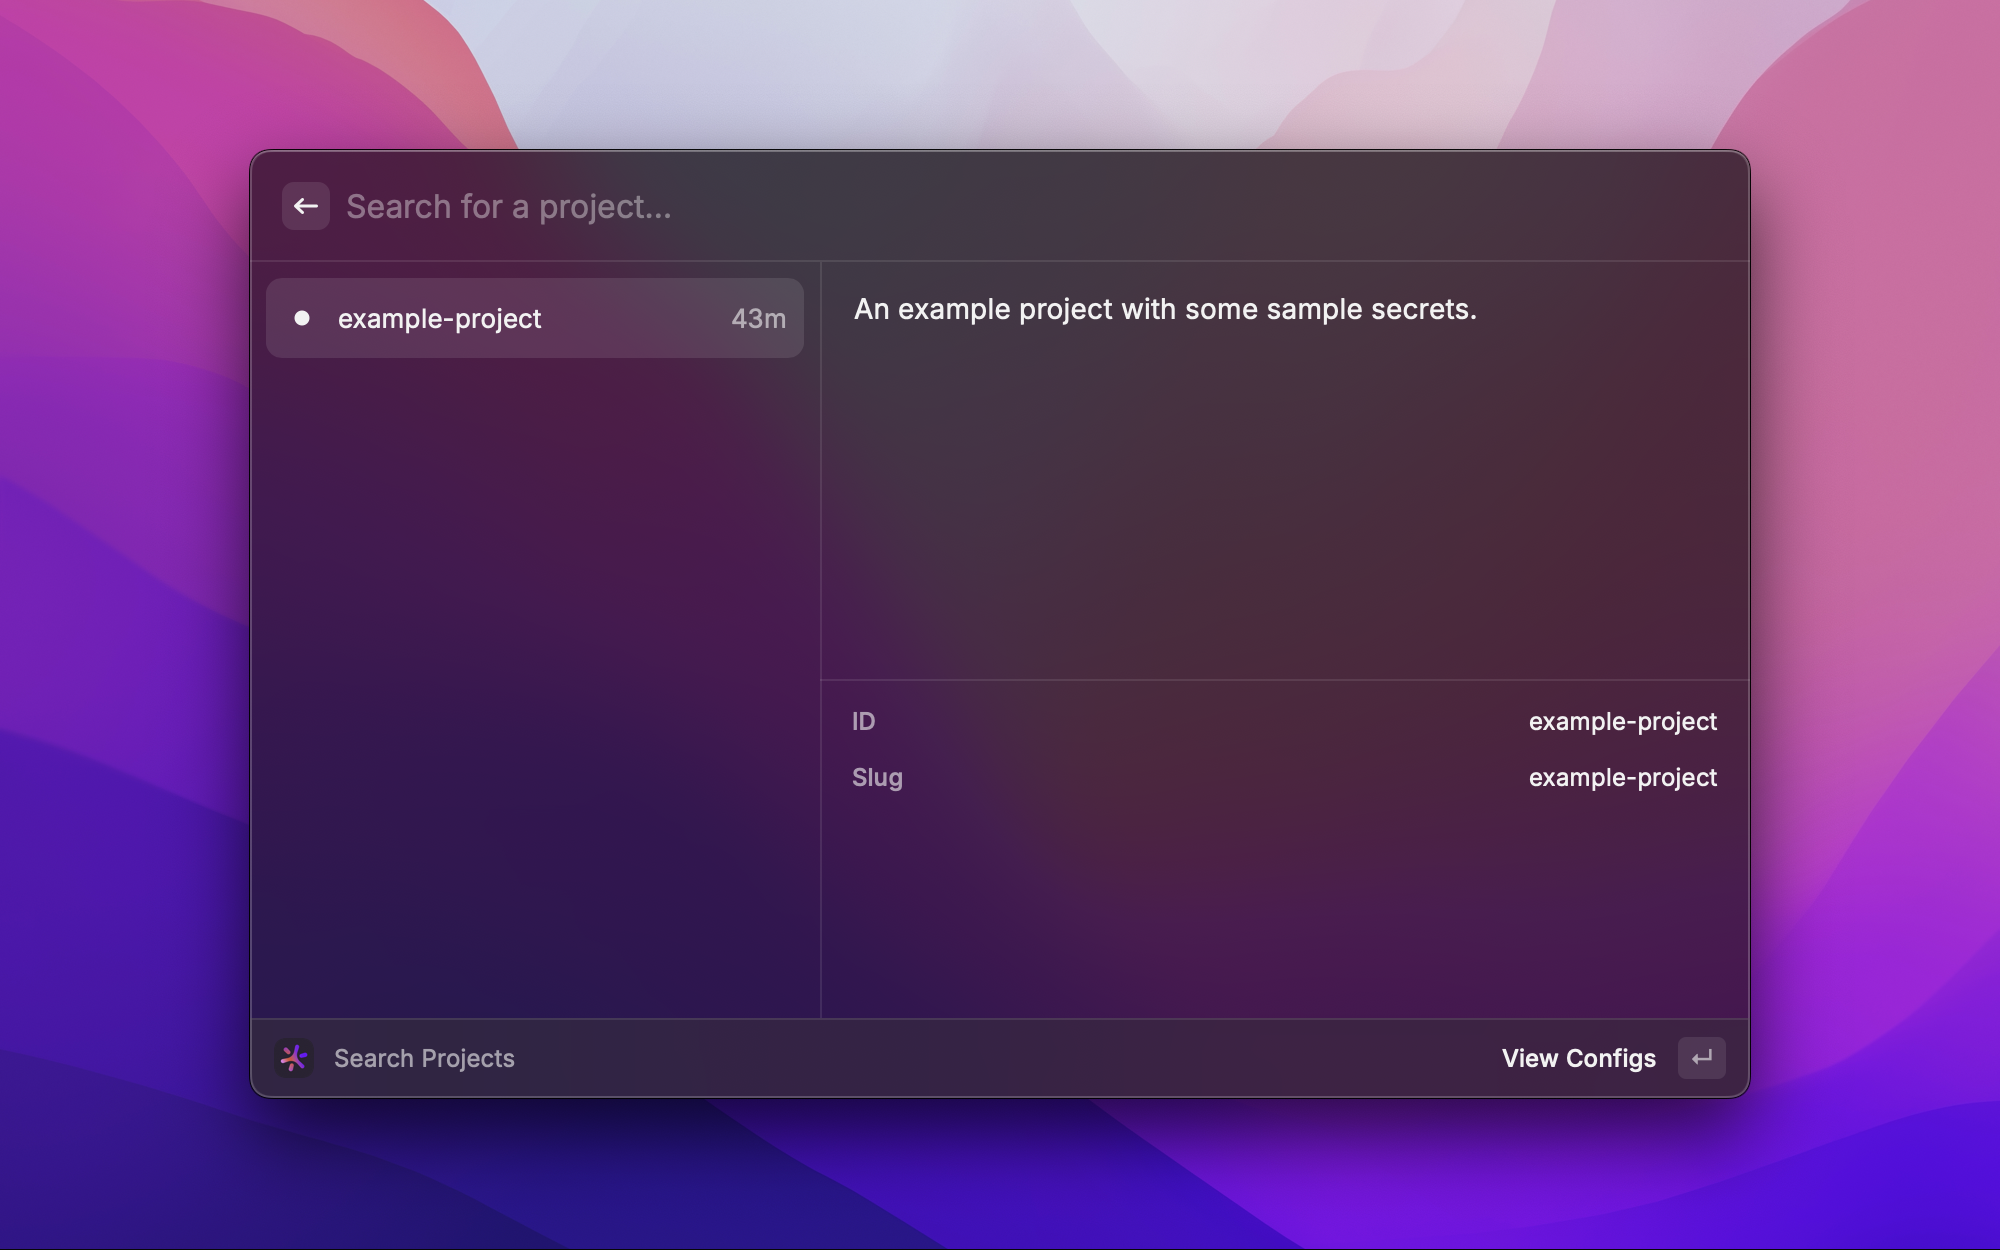 Search for a project...
example-project 43m
An example project with some sample secrets.
ID example-project
Slug example-project
Search Projects
View Configs